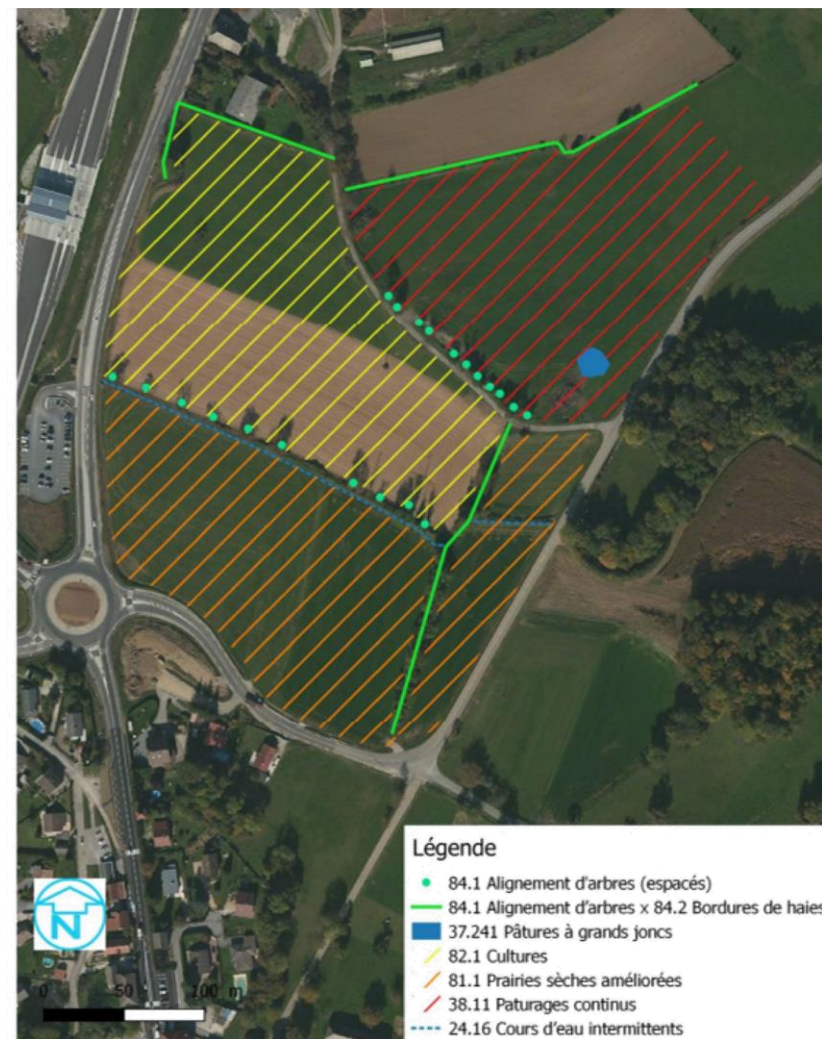 Légende
84.1 Alignement d'arbres (espacés)
84.1 Alignement d'arbres x 84.2 Bordures de haies
37.241 Pâtures à grands joncs
82.1 Cultures
81.1 Prairies sèches améliorées
38.11 Paturages continus
24.16 Cours d'eau intermittents
N
0 50 100 m